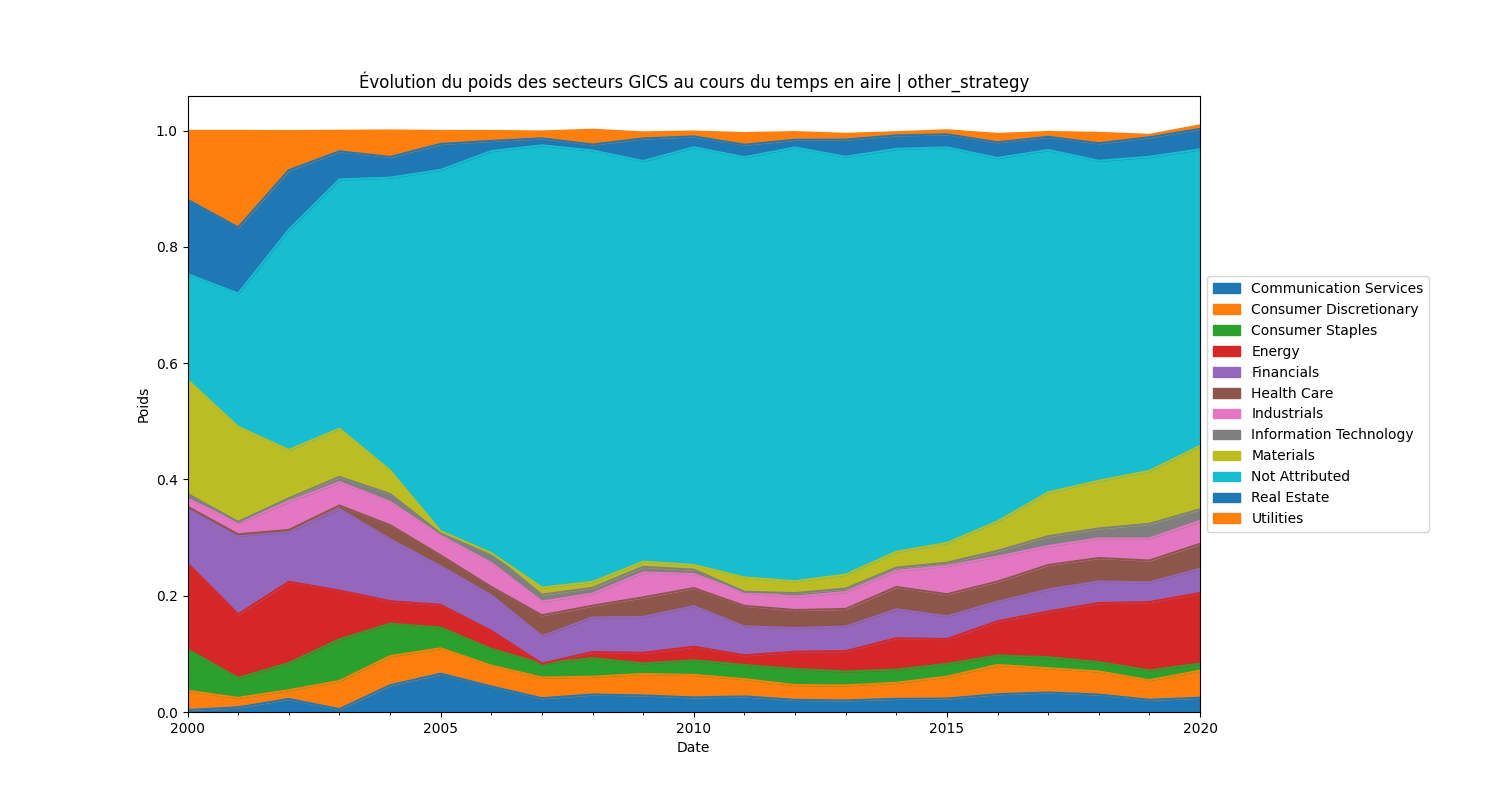 Évolution du poids des secteurs GICS au cours du temps en aire | other_strategy
1.0
0.8
0.6
0.4
0.2
0.0
Poids
2000
2005
2010
2015
2020
Date
Communication Services
Consumer Discretionary
Consumer Staples
Energy
Financials
Health Care
Industrials
Information Technology
Materials
Not Attributed
Real Estate
Utilities